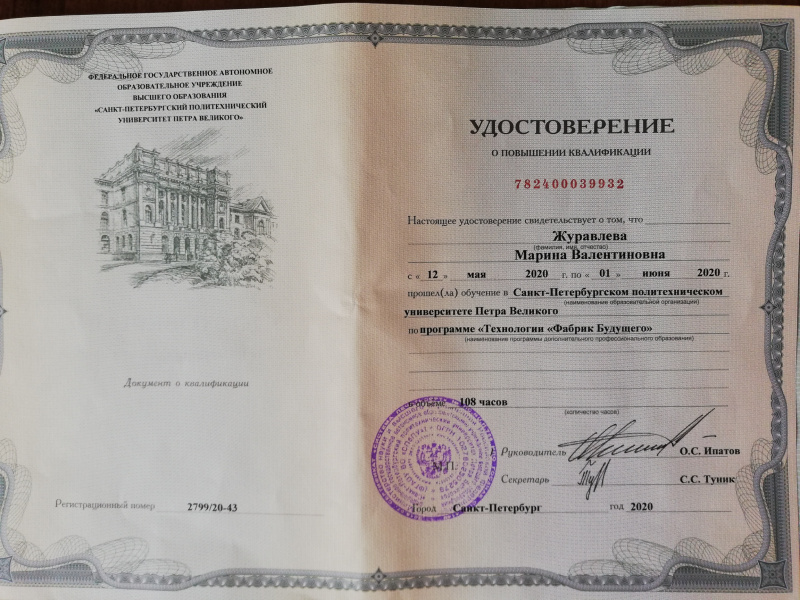 ФЕДЕРАЛЬНОЕ ГОСУДАРСТВЕННОЕ АВТОНОМНОЕ
ОБРАЗОВАТЕЛЬНОЕ УЧРЕЖДЕНИЕ
ВЫСШЕГО ОБРАЗОВАНИЯ
«САНКТ-ПЕТЕРБУРГСКИЙ ПОЛИТЕХНИЧЕСКИЙ
УНИВЕРСИТЕТ ПЕТРА ВЕЛИКОГО»
Документ о квалификации
Регистрационный номер 2799/20-43
УДОСТОВЕРЕНИЕ
О ПОВЫШЕНИИ КВАЛИФИКАЦИИ
782400039932
Настоящее удостоверение свидетельствует о том, что
Журавлева
(фамилия, имя, отчество)
Марина Валентиновна
с « 12 » мая 2020 г. по « 01 » июня 2020 г.
прошел(ла) обучение в Санкт-Петербургском политехническом
(наименование образовательной организации)
университете Петра Великого
по программе «Технологии «Фабрик Будущего»
(наименование программы дополнительного профессионального образования)
в объеме 108 часов
(количество часов)
Руководитель О.С. Ипатов
М.П.
Секретарь С.С. Туник
Город Санкт-Петербург год 2020